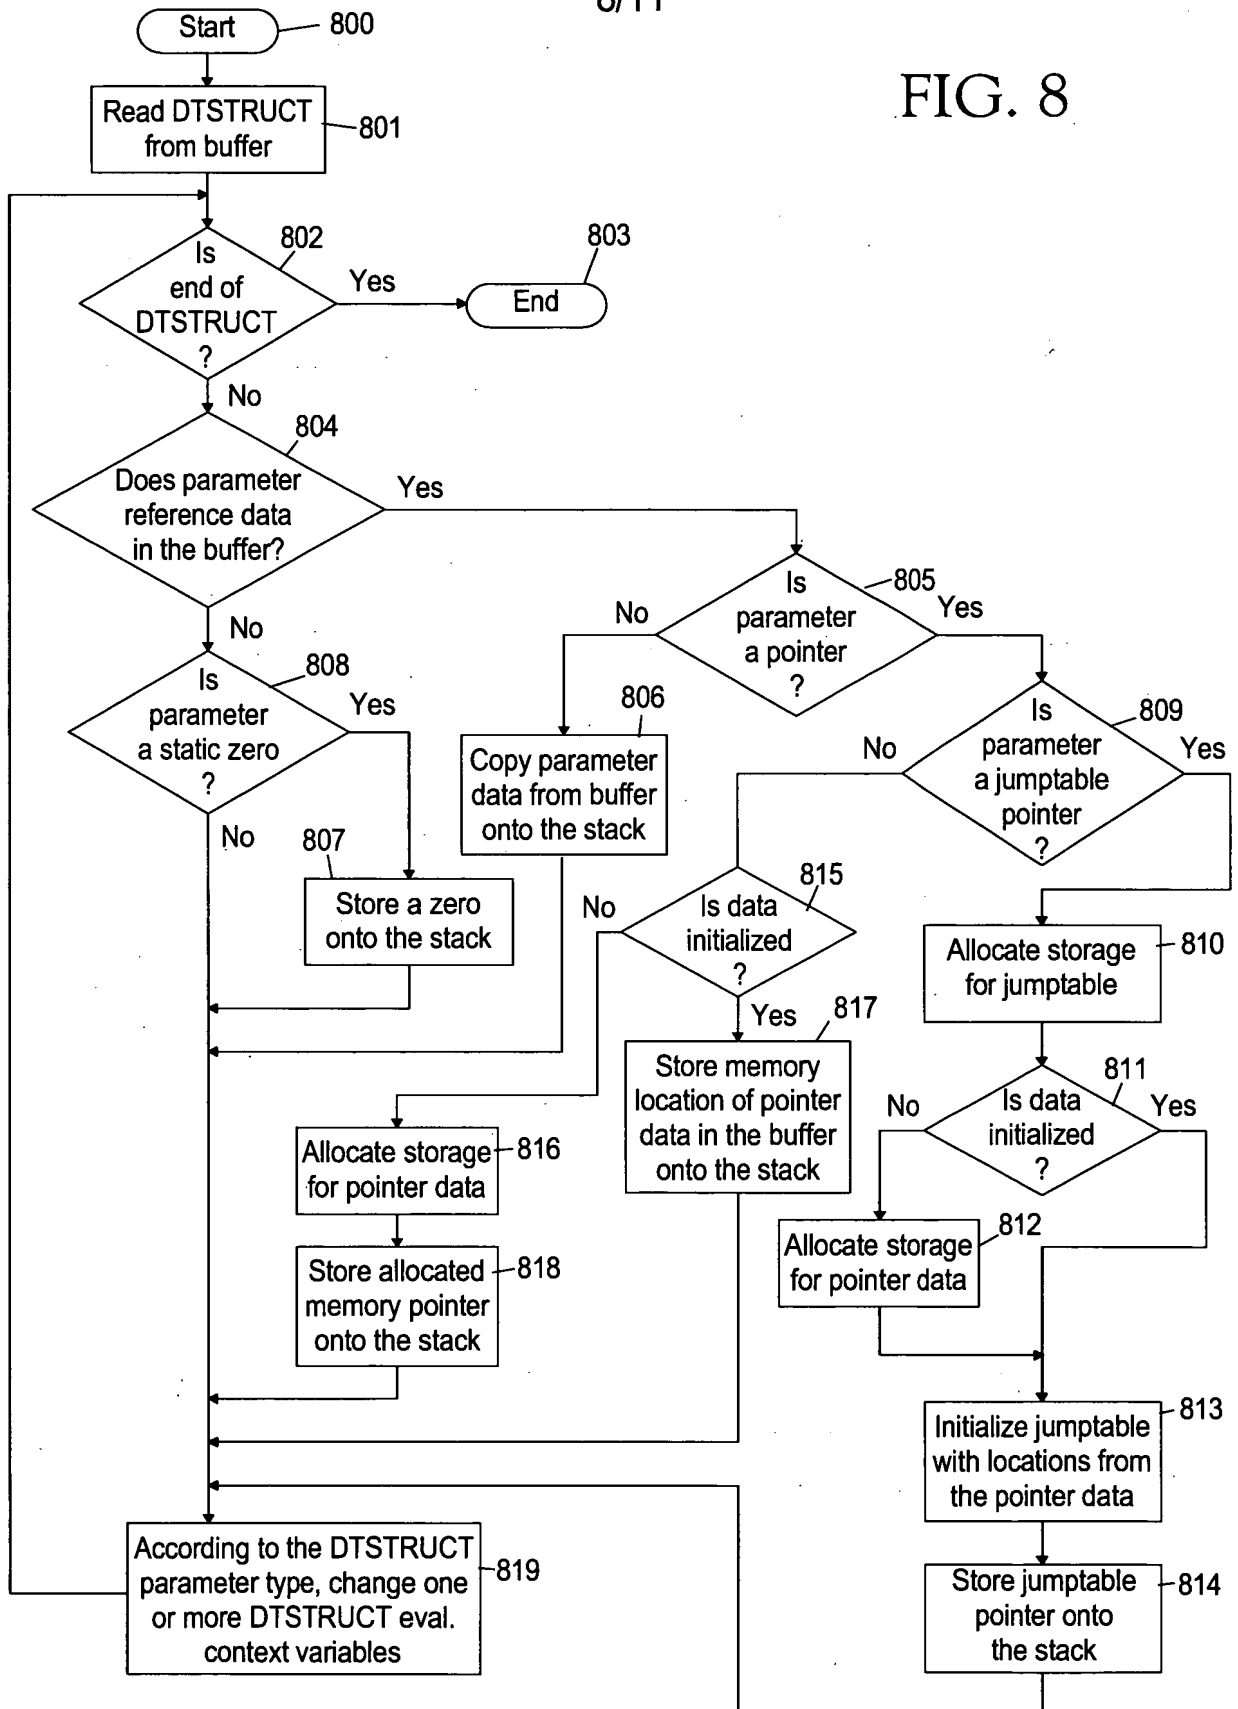 Start
800
FIG. 8
Read DTSTRUCT
from buffer
801
Is
end of
DTSTRUCT
?
802
Yes
End
803
No
Does parameter
reference data
in the buffer?
804
Yes
Is
parameter
a pointer
?
805
No
Yes
No
Is
parameter
a static zero
?
808
Yes
No
Copy parameter
data from buffer
onto the stack
806
Is
parameter
a jumptable
pointer
?
809
No
Yes
Store a zero
onto the stack
807
Is data
initialized
?
815
No
Yes
Allocate storage
for jumptable
810
Store memory
location of pointer
data in the buffer
onto the stack
817
Is data
initialized
?
811
No
Yes
Allocate storage
for pointer data
816
Allocate storage
for pointer data
812
Store allocated
memory pointer
onto the stack
818
Initialize jumptable
with locations from
the pointer data
813
According to the DTSTRUCT
parameter type, change one
or more DTSTRUCT eval.
context variables
819
Store jumptable
pointer onto
the stack
814